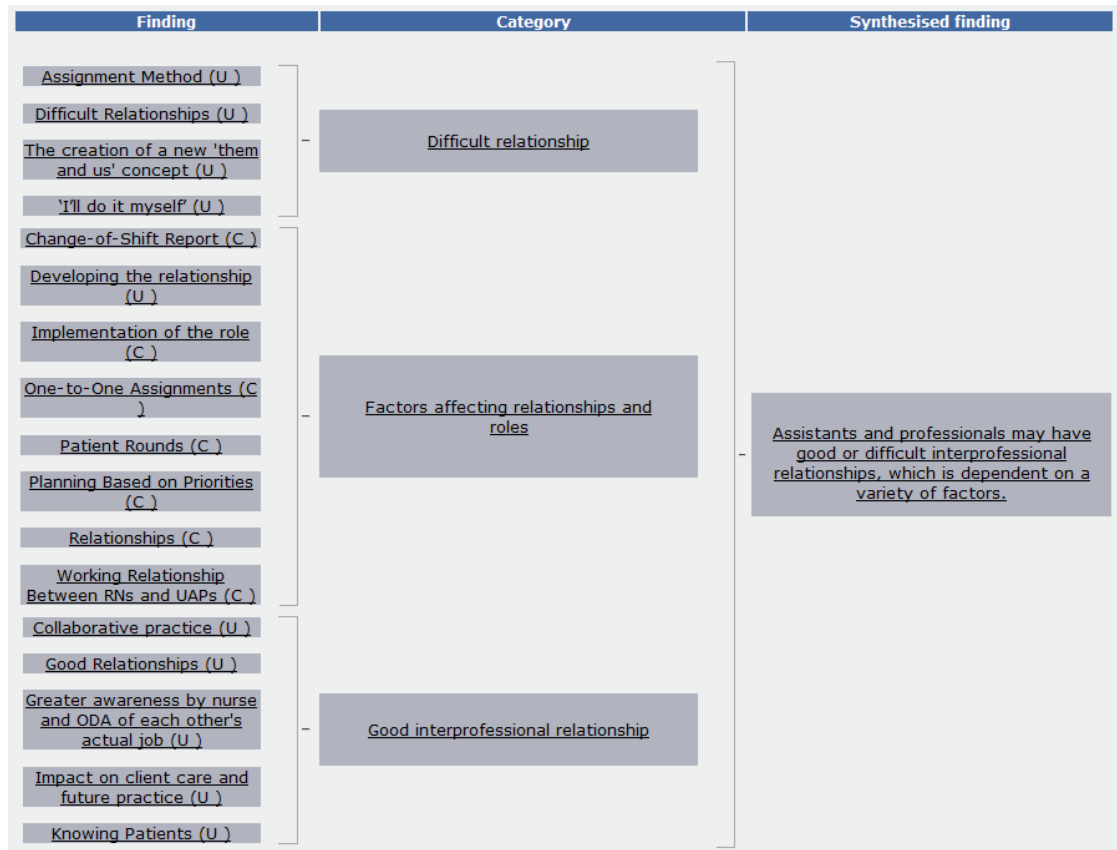 Finding
Category
Synthesised finding
Assignment Method (U )
Difficult Relationships (U )
The creation of a new 'them
and us' concept (U )
‘I’ll do it myself’ (U )
Difficult relationship
Change-of-Shift Report (C )
Developing the relationship
(U )
Implementation of the role
(C )
One-to-One Assignments (C
)
Patient Rounds (C )
Planning Based on Priorities
(C )
Relationships (C )
Working Relationship
Between RNs and UAPs (C )
Factors affecting relationships and
roles
Collaborative practice (U )
Good Relationships (U )
Greater awareness by nurse
and ODA of each other's
actual job (U )
Impact on client care and
future practice (U )
Knowing Patients (U )
Good interprofessional relationship
Assistants and professionals may have
good or difficult interprofessional
relationships, which is dependent on a
variety of factors.